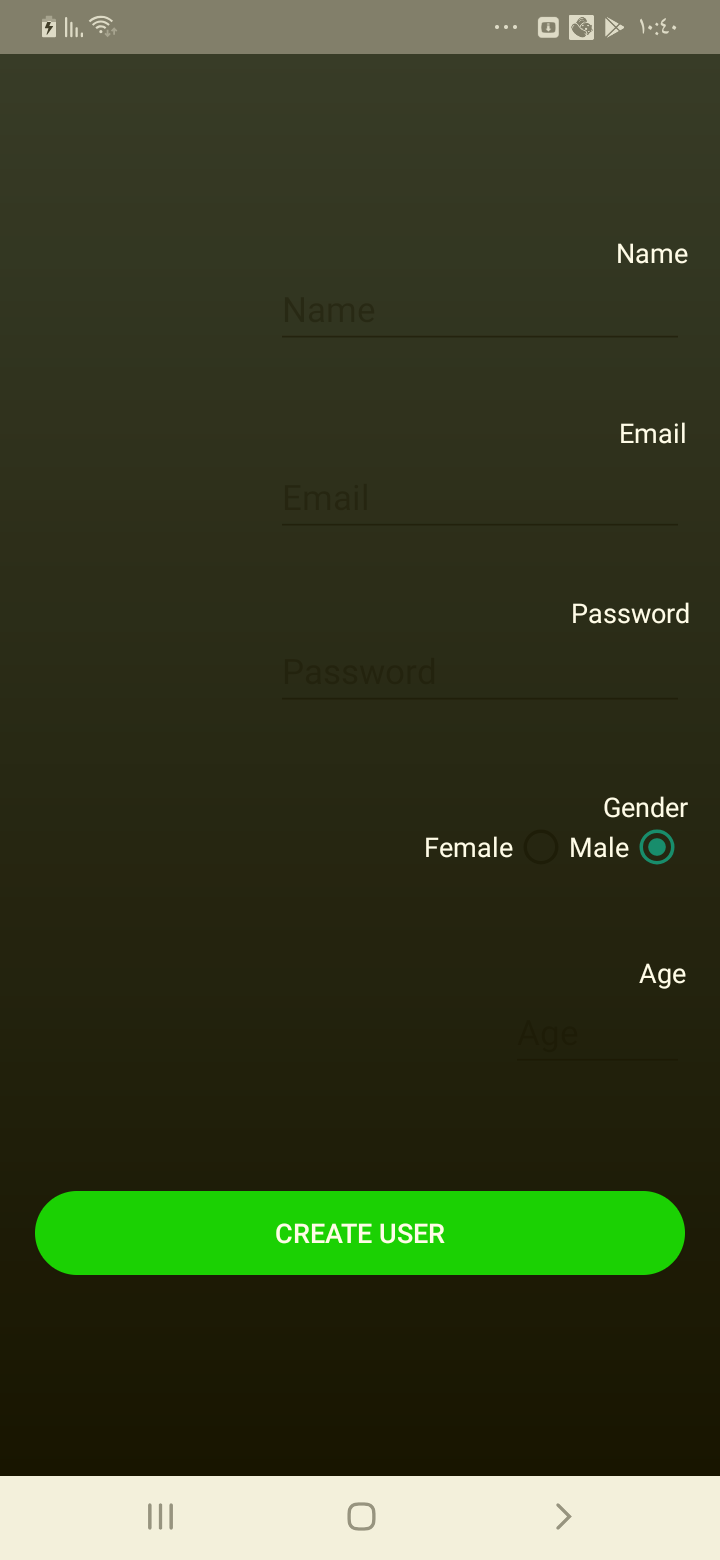 ١٠:٤٠
Name
Name
Email
Email
Password
Password
Gender
Female Male
Age
Age
CREATE USER